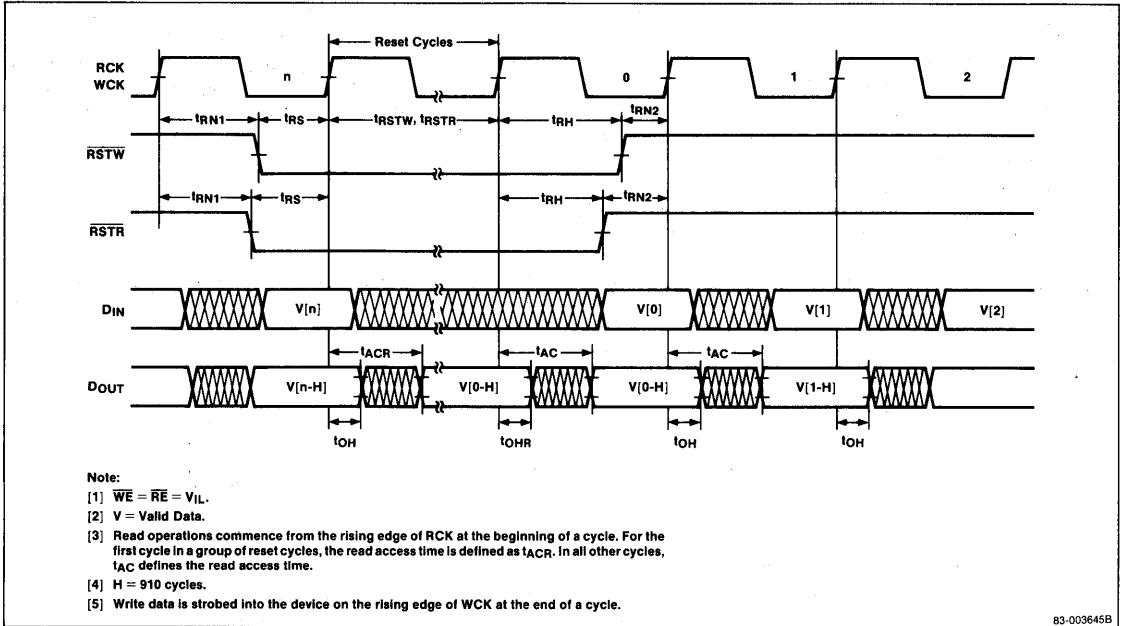 Reset Cycles
RCK
WCK
n
0
1
2
tRN1
tRS
tRSTW, tRSTR
tRH
tRN2
RSTW
tRN1
tRS
tRH
tRN2
RSTR
DIN
V[n]
V[0]
V[1]
V[2]
tACR
tAC
tAC
DOUT
V[n-H]
V[0-H]
V[0-H]
V[1-H]
tOH
tOHR
tOH
tOH
Note:
[1] WE = RE = VIL.
[2] V = Valid Data.
[3] Read operations commence from the rising edge of RCK at the beginning of a cycle. For the
first cycle in a group of reset cycles, the read access time is defined as tACR. In all other cycles,
tAC defines the read access time.
[4] H = 910 cycles.
[5] Write data is strobed into the device on the rising edge of WCK at the end of a cycle.
83-003645B